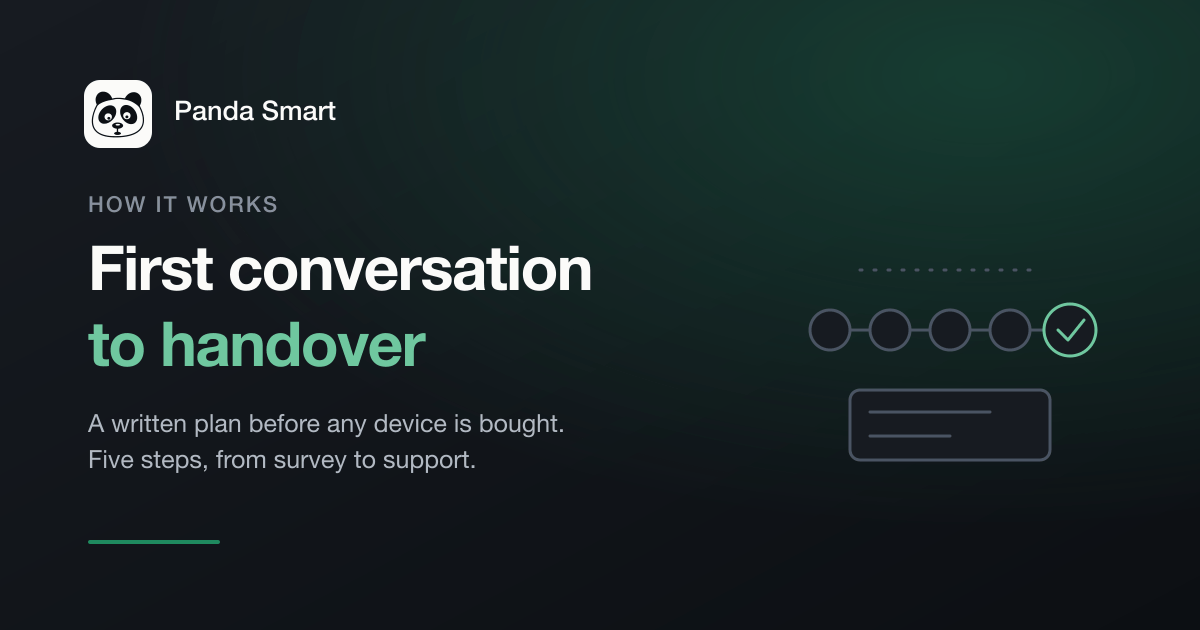 Panda Smart
HOW IT WORKS
First conversation
to handover
A written plan before any device is bought.
Five steps, from survey to support.